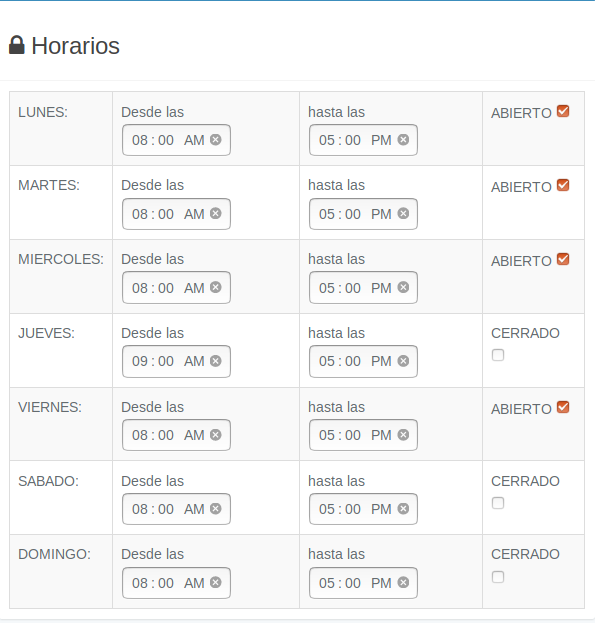 Horarios
LUNES: Desde las hasta las ABIERTO
08:00 AM 05:00 PM
MARTES: Desde las hasta las ABIERTO
08:00 AM 05:00 PM
MIERCOLES: Desde las hasta las ABIERTO
08:00 AM 05:00 PM
JUEVES: Desde las hasta las CERRADO
09:00 AM 05:00 PM
VIERNES: Desde las hasta las ABIERTO
08:00 AM 05:00 PM
SABADO: Desde las hasta las CERRADO
08:00 AM 05:00 PM
DOMINGO: Desde las hasta las CERRADO
08:00 AM 05:00 PM